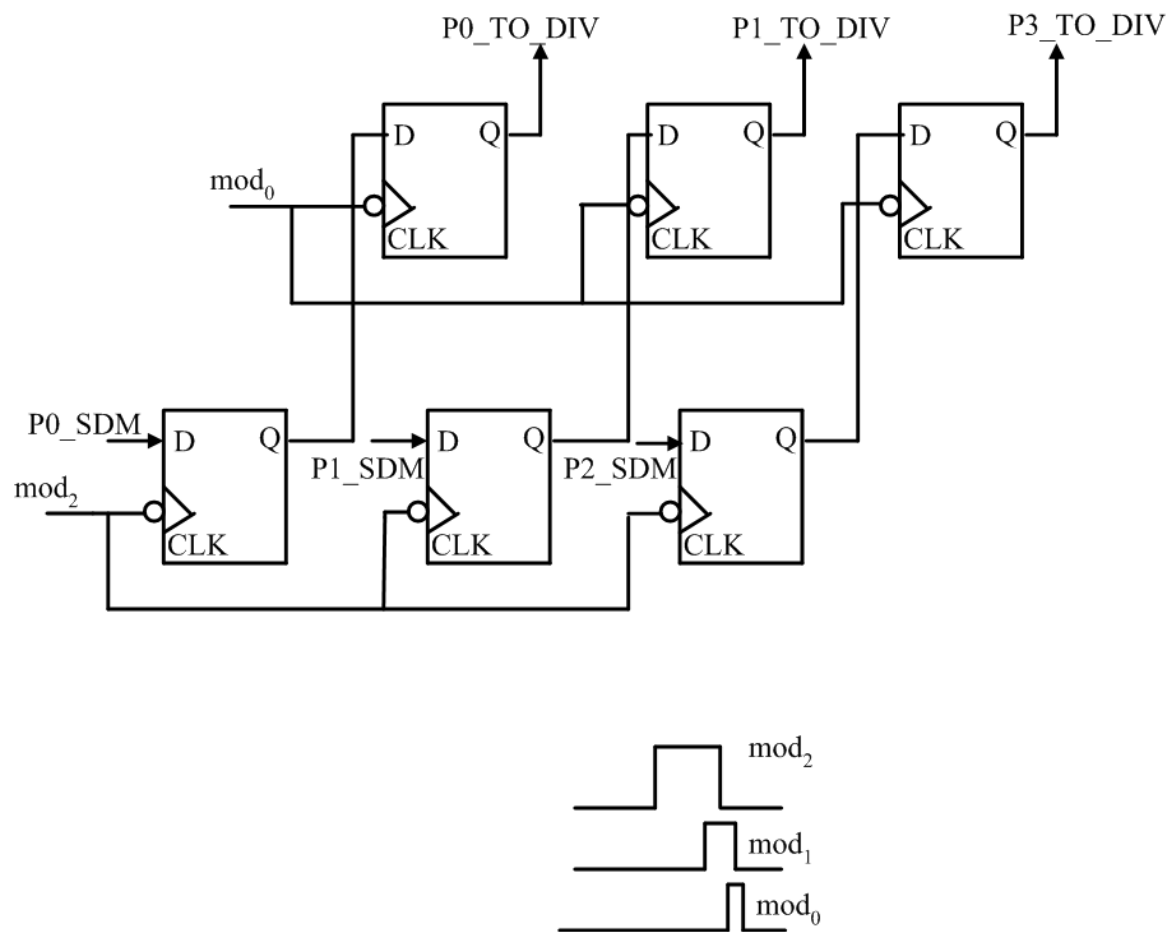 P0_TO_DIV P1_TO_DIV P3_TO_DIV
D Q D Q D Q
mod₀
CLK CLK CLK
P0_SDM D Q P1_SDM D Q P2_SDM D Q
mod₂
CLK CLK CLK
mod₂
mod₁
mod₀